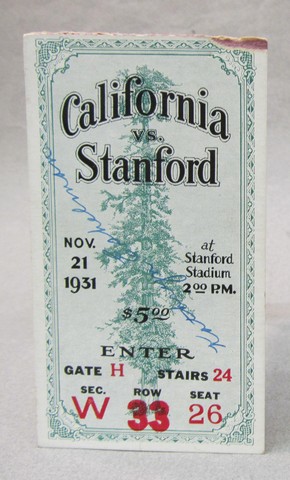 California
vs.
Stanford
NOV. 21 1931
at Stanford Stadium 2 00 P.M.
$5.00
ENTER
GATE H STAIRS 24
SEC. ROW SEAT
W 33 26